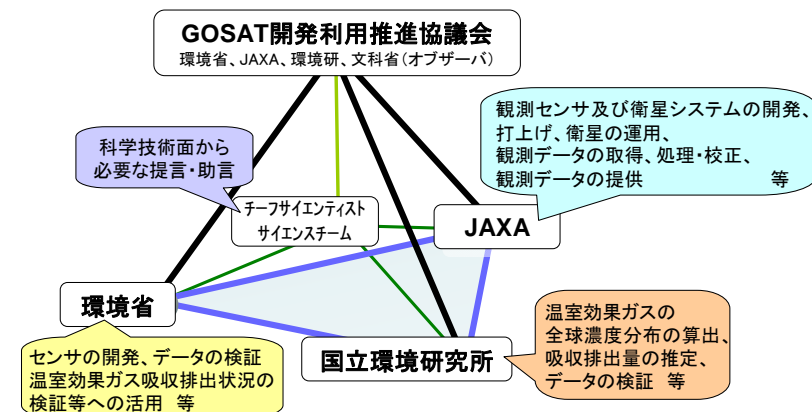 GOSAT開発利用推進協議会
環境省、JAXA、環境研、文科省(オブザーバ)
観測センサ及び衛星システムの開発、
打上げ、衛星の運用、
観測データの取得、処理・校正、
観測データの提供 等
科学技術面から
必要な提言・助言
チーフサイエンティスト
サイエンスチーム
JAXA
環境省
国立環境研究所
温室効果ガスの
全球濃度分布の算出、
吸収排出量の推定、
データの検証 等
センサの開発、データの検証
温室効果ガス吸収排出状況の
検証等への活用 等